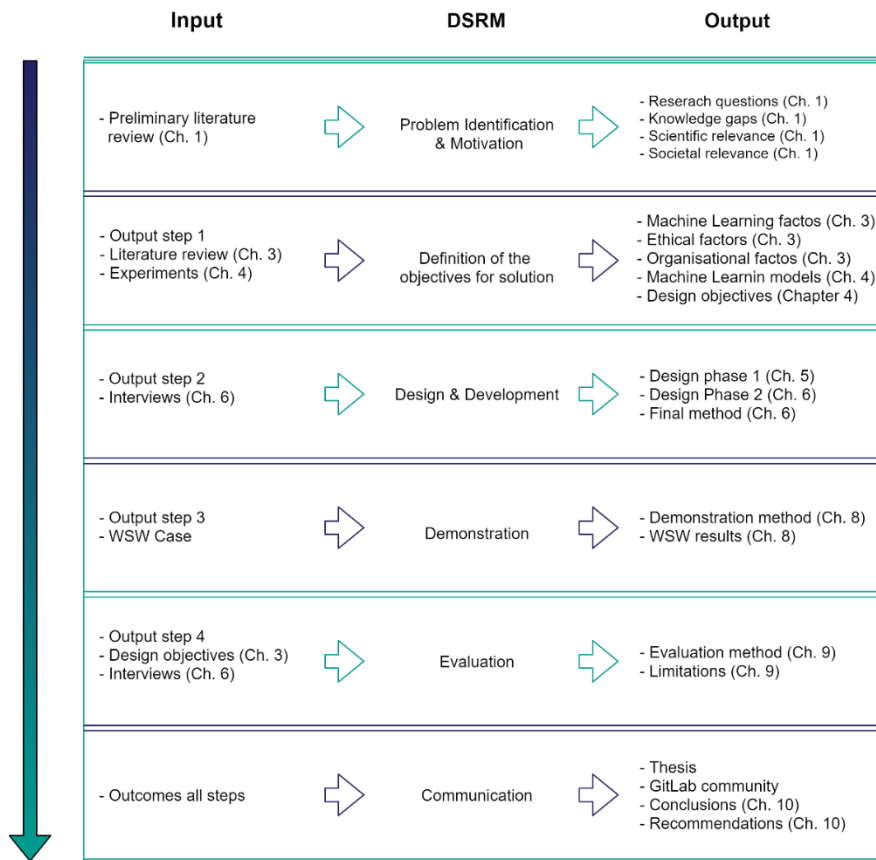 Input
DSRM
Output
- Preliminary literature
review (Ch. 1)
Problem Identification
& Motivation
- Reserach questions (Ch. 1)
- Knowledge gaps (Ch. 1)
- Scientific relevance (Ch. 1)
- Societal relevance (Ch. 1)
- Output step 1
- Literature review (Ch. 3)
- Experiments (Ch. 4)
Definition of the
objectives for solution
- Machine Learning factos (Ch. 3)
- Ethical factors (Ch. 3)
- Organisational factos (Ch. 3)
- Machine Learnin models (Ch. 4)
- Design objectives (Chapter 4)
- Output step 2
- Interviews (Ch. 6)
Design & Development
- Design phase 1 (Ch. 5)
- Design Phase 2 (Ch. 6)
- Final method (Ch. 6)
- Output step 3
- WSW Case
Demonstration
- Demonstration method (Ch. 8)
- WSW results (Ch. 8)
- Output step 4
- Design objectives (Ch. 3)
- Interviews (Ch. 6)
Evaluation
- Evaluation method (Ch. 9)
- Limitations (Ch. 9)
- Outcomes all steps
Communication
- Thesis
- GitLab community
- Conclusions (Ch. 10)
- Recommendations (Ch. 10)